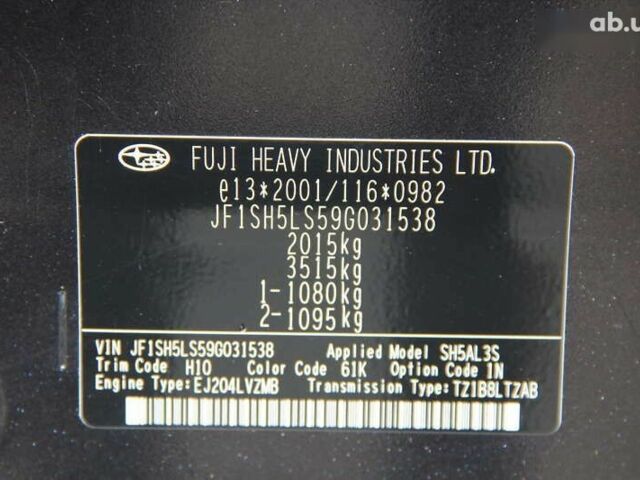 ab.u
FUJI HEAVY INDUSTRIES LTD.
e13*2001/116*0982
JF1SH5LS59G031538
2015kg
3515kg
1-1080kg
2-1095kg
VIN JF1SH5LS59G031538 Applied Model SH5AL3S
Trim Code H10 Color Code 61K Option Code 1N
Engine Type: EJ204LVZMB Transmission Type: TZ1B8LTZAB